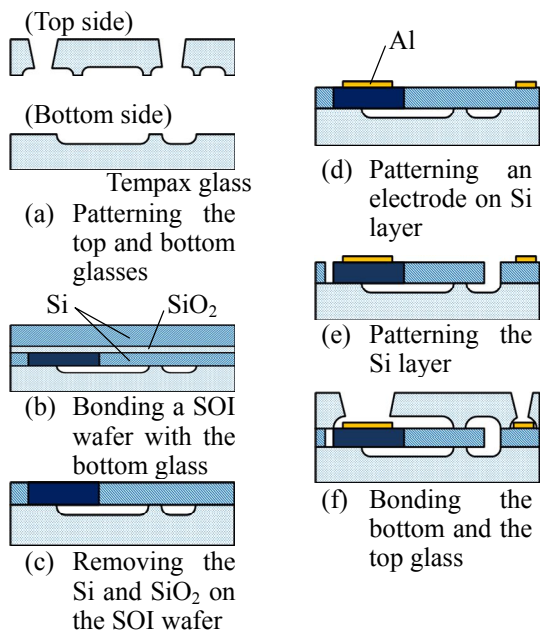 (Top side)
(Bottom side)
Tempax glass
(a) Patterning the
top and bottom
glasses
Si
SiO₂
(b) Bonding a SOI
wafer with the
bottom glass
(c) Removing the
Si and SiO₂ on
the SOI wafer
Al
(d) Patterning an
electrode on Si
layer
(e) Patterning the
Si layer
(f) Bonding the
bottom and the
top glass